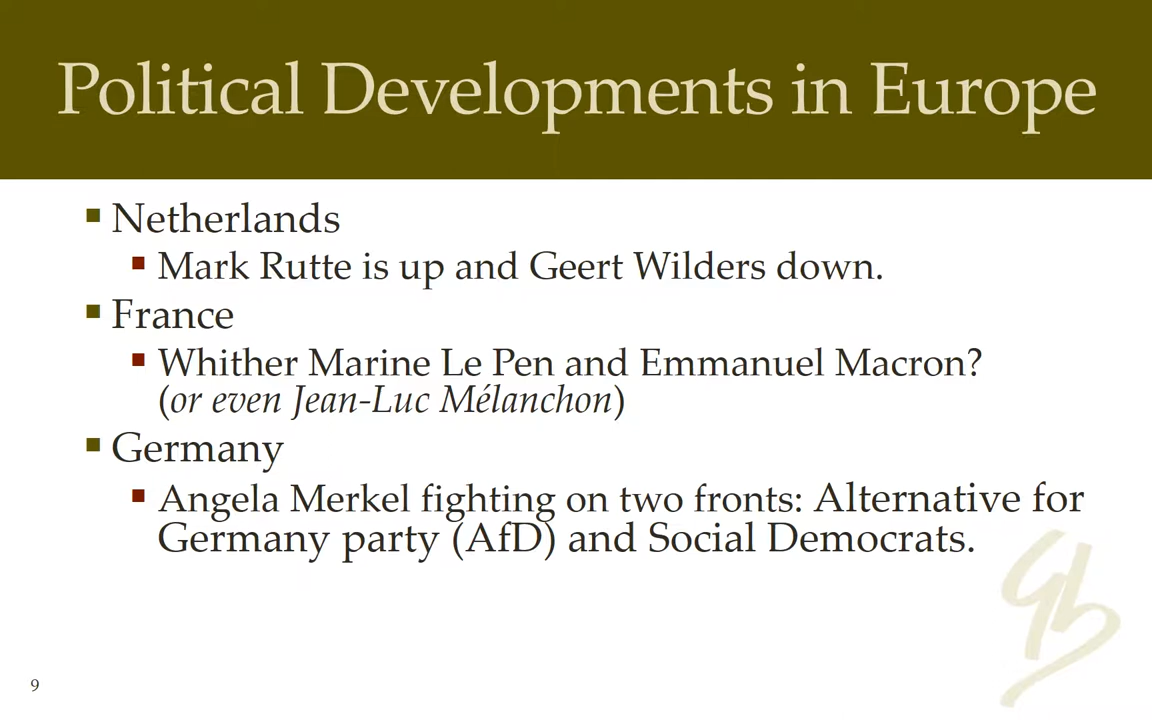 Political Developments in Europe
▪ Netherlands
▪ Mark Rutte is up and Geert Wilders down.
▪ France
▪ Whither Marine Le Pen and Emmanuel Macron?
(or even Jean-Luc Mélanchon)
▪ Germany
▪ Angela Merkel fighting on two fronts: Alternative for
Germany party (AfD) and Social Democrats.
9